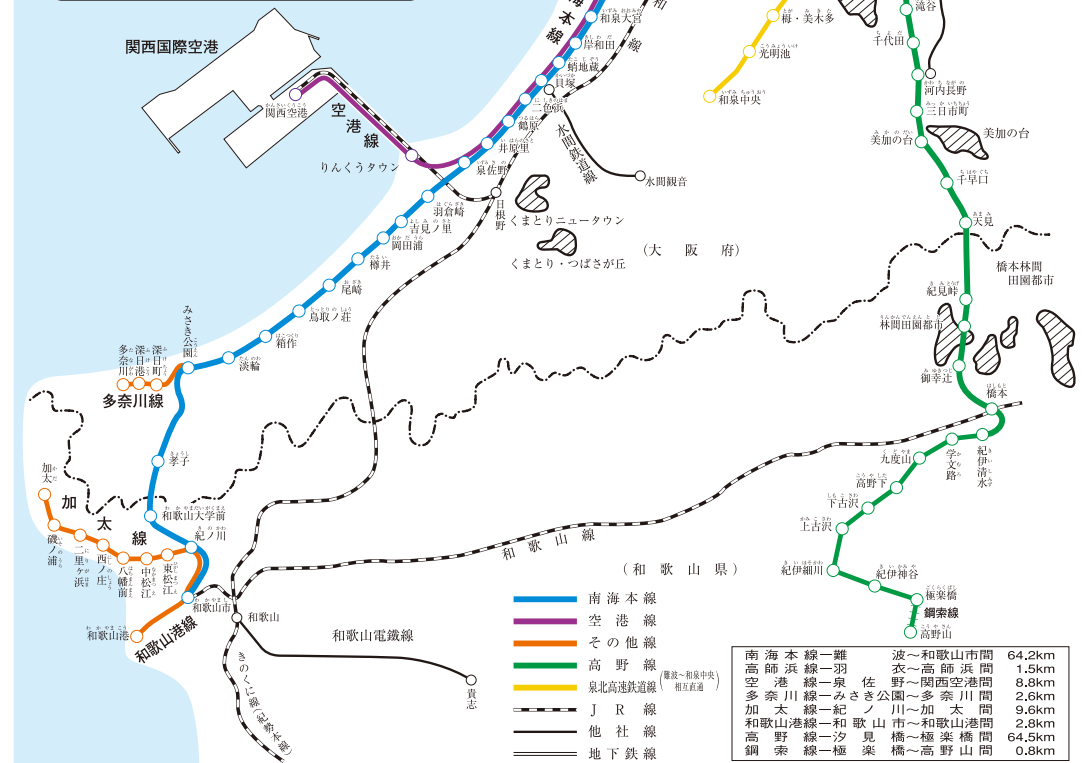 関西国際空港
関西空港
かんさいくうこう
空港線
りんくうタウン
海本線
和泉大宮
岸和田
蛸地蔵
貝塚
二色浜
鶴原
井原里
泉佐野
羽倉崎
吉見ノ里
岡田浦
樽井
尾崎
鳥取ノ荘
箱作
淡輪
みさき公園
深日町
深日港
多奈川
多奈川線
孝子
和歌山大学前
紀の川
和歌山市
和歌山港
和歌山港線
加太
加太線
磯ノ浦
二里ヶ浜
西ノ庄
八幡前
中松江
東松江
水間鉄道線
水間観音
日根野
くまとりニュータウン
くまとり・つばさが丘
(大阪府)
和
線
栂・美木多
光明池
和泉中央
滝谷
千代田
河内長野
三日市町
美加の台
美加の台
千早口
天見
橋本林間
田園都市
紀見峠
林間田園都市
御幸辻
橋本
紀伊清水
学文路
九度山
高野下
下古沢
上古沢
紀伊細川
紀伊神谷
極楽橋
鋼索線
高野山
和歌山線
(和歌山県)
和歌山
和歌山電鐵線
貴志
きのくに線(紀勢本線)
南海本線
空港線
その他線
高野線
泉北高速鉄道線(難波～和泉中央相互直通)
JR線
他社線
地下鉄線
南海本線―難波～和歌山市間 64.2km
高師浜線―羽衣～高師浜間 1.5km
空港線―泉佐野～関西空港間 8.8km
多奈川線―みさき公園～多奈川間 2.6km
加太線―紀ノ川～加太間 9.6km
和歌山港線―和歌山市～和歌山港間 2.8km
高野線―汐見橋～極楽橋間 64.5km
鋼索線―極楽橋～高野山間 0.8km